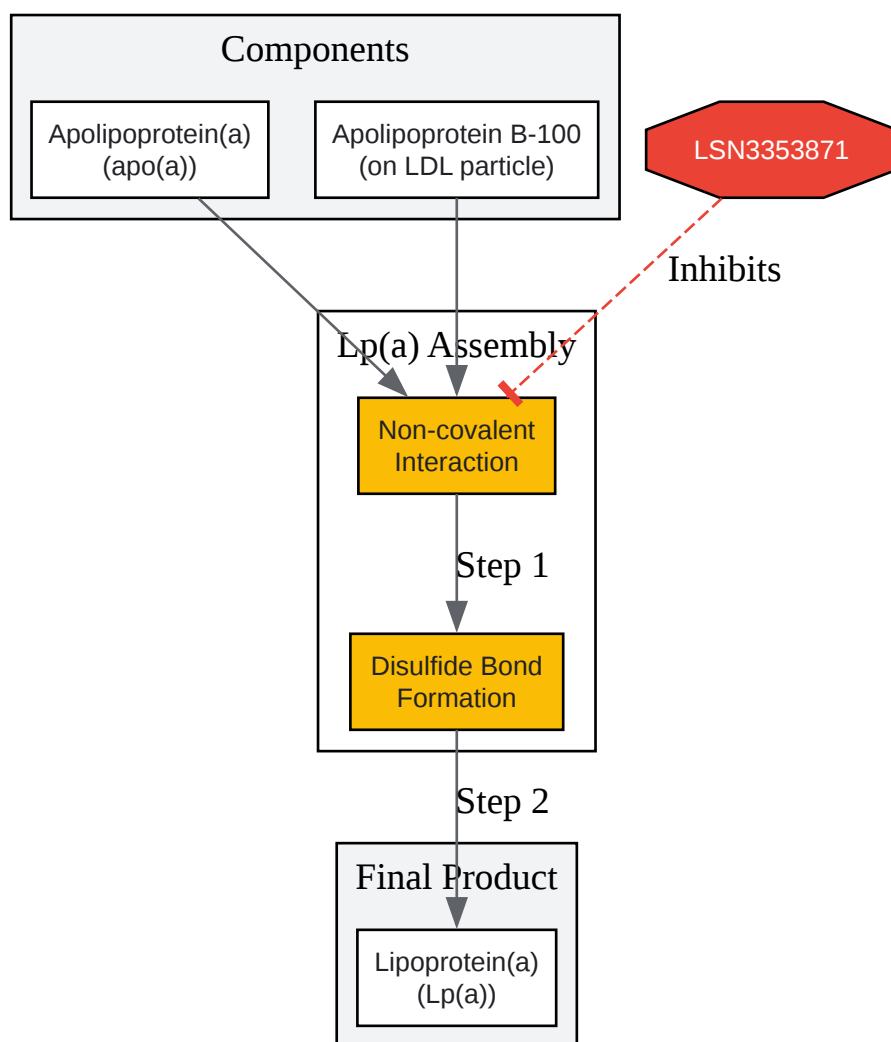 Components
Apolipoprotein(a)
(apo(a))
Apolipoprotein B-100
(on LDL particle)
LSN3353871
Inhibits
Lp(a) Assembly
Non-covalent
Interaction
Step 1
Disulfide Bond
Formation
Step 2
Final Product
Lipoprotein(a)
(Lp(a))